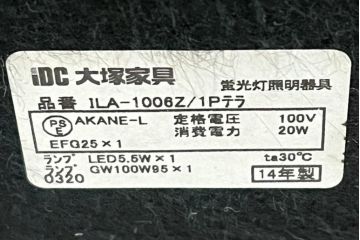 iDC 大塚家具
蛍光灯照明器具
品番 ILA-1006Z/1Pテラ
PSE AKANE-L 定格電圧 100V
消費電力 20W
EFG25×1
ランプ LED5.5W×1 ta30℃
ランプ GW100W95×1
0320 14年製